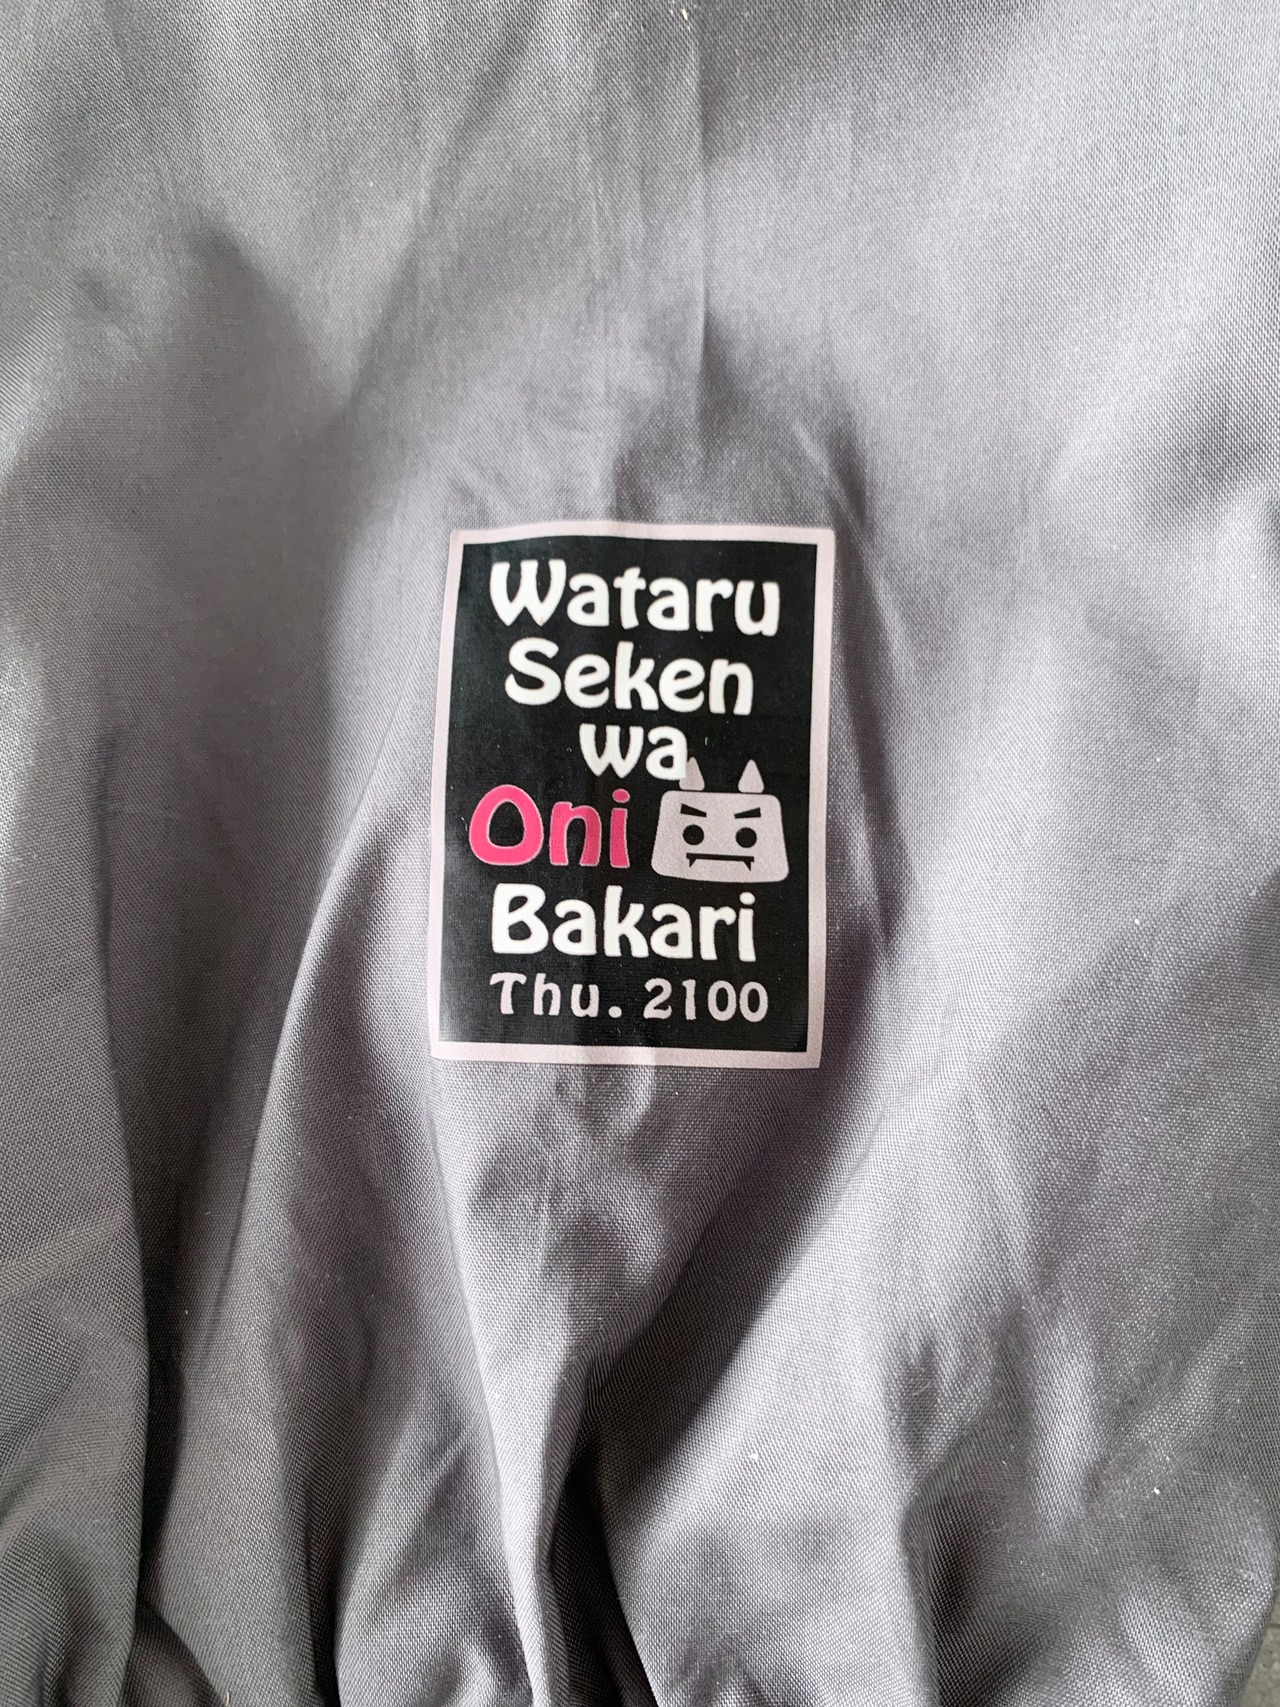 Wataru
Seken
wa
Oni
Bakari
Thu. 2100